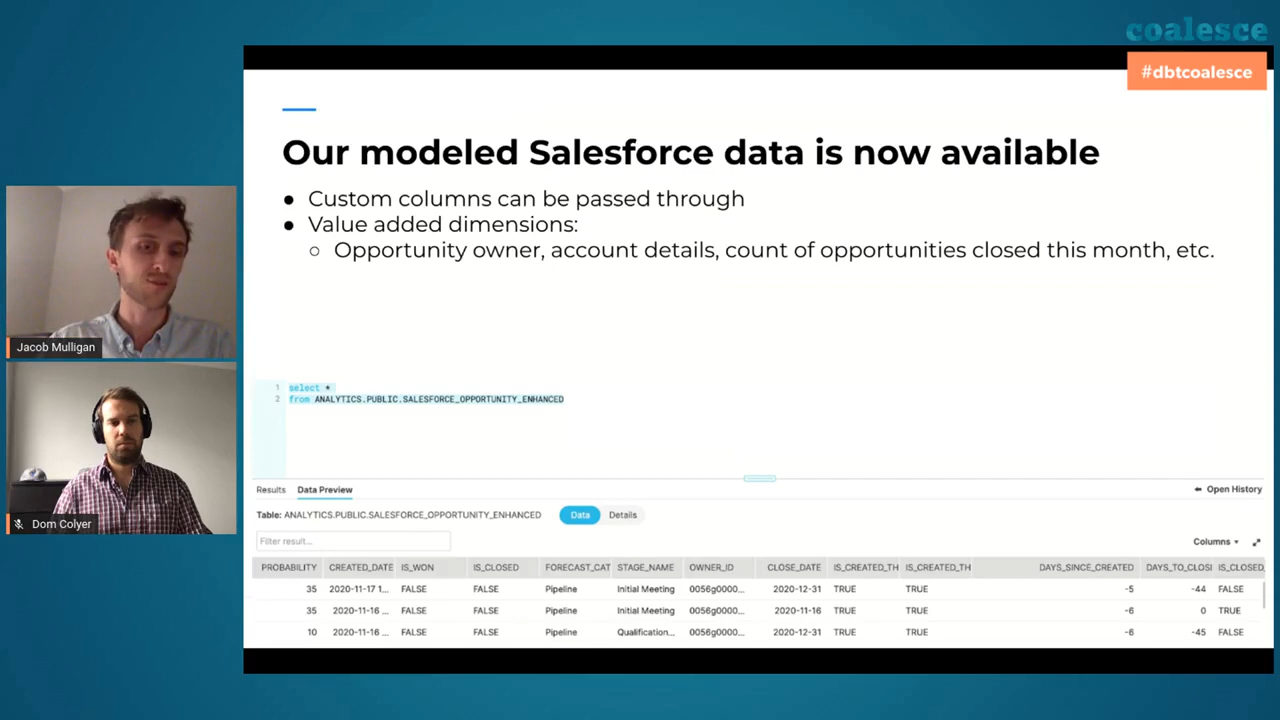 coalesce
#dbtcoalesce
Our modeled Salesforce data is now available
● Custom columns can be passed through
● Value added dimensions:
○ Opportunity owner, account details, count of opportunities closed this month, etc.
Jacob Mulligan
Dom Colyer
1 select *
2 from ANALYTICS.PUBLIC.SALESFORCE_OPPORTUNITY_ENHANCED
Results Data Preview Open History
Table: ANALYTICS.PUBLIC.SALESFORCE_OPPORTUNITY_ENHANCED Data Details
Filter result... Columns
PROBABILITY CREATED_DATE IS_WON IS_CLOSED FORECAST_CAT STAGE_NAME OWNER_ID CLOSE_DATE IS_CREATED_TH IS_CREATED_TH DAYS_SINCE_CREATED DAYS_TO_CLOSI IS_CLOSED_
35 2020-11-17 1... FALSE FALSE Pipeline Initial Meeting 0056g0000... 2020-12-31 TRUE TRUE -5 -44 FALSE
35 2020-11-16 ... FALSE FALSE Pipeline Initial Meeting 0056g0000... 2020-11-16 TRUE TRUE -6 0 TRUE
10 2020-11-16 ... FALSE FALSE Pipeline Qualification... 0056g0000... 2020-12-31 TRUE TRUE -6 -45 FALSE